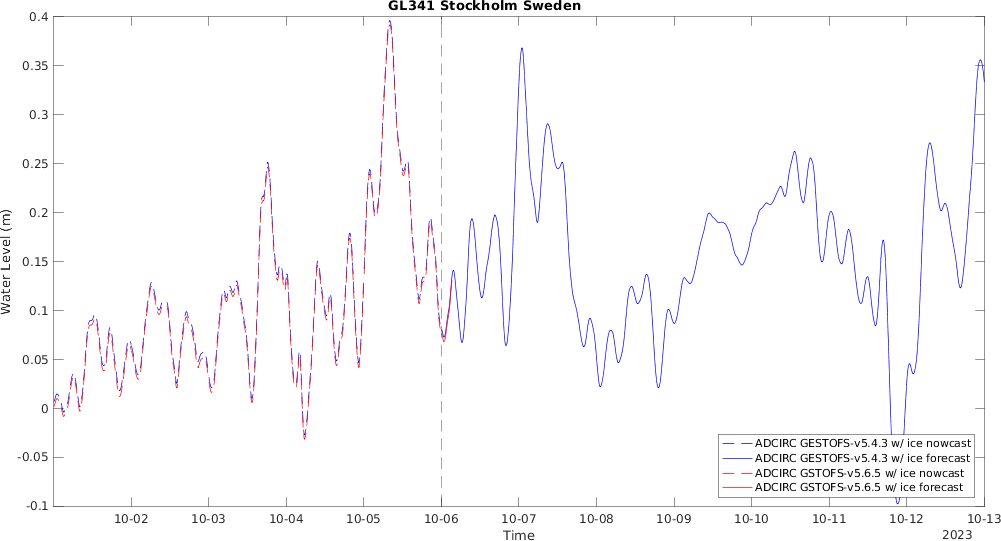 GL341 Stockholm Sweden
0.4
0.35
0.3
0.25
0.2
0.15
0.1
0.05
0
-0.05
-0.1
Water Level (m)
ADCIRC GESTOFS-v5.4.3 w/ ice nowcast
ADCIRC GESTOFS-v5.4.3 w/ ice forecast
ADCIRC GSTOFS-v5.6.5 w/ ice nowcast
ADCIRC GSTOFS-v5.6.5 w/ ice forecast
10-02 10-03 10-04 10-05 10-06 10-07 10-08 10-09 10-10 10-11 10-12 10-13
Time 2023